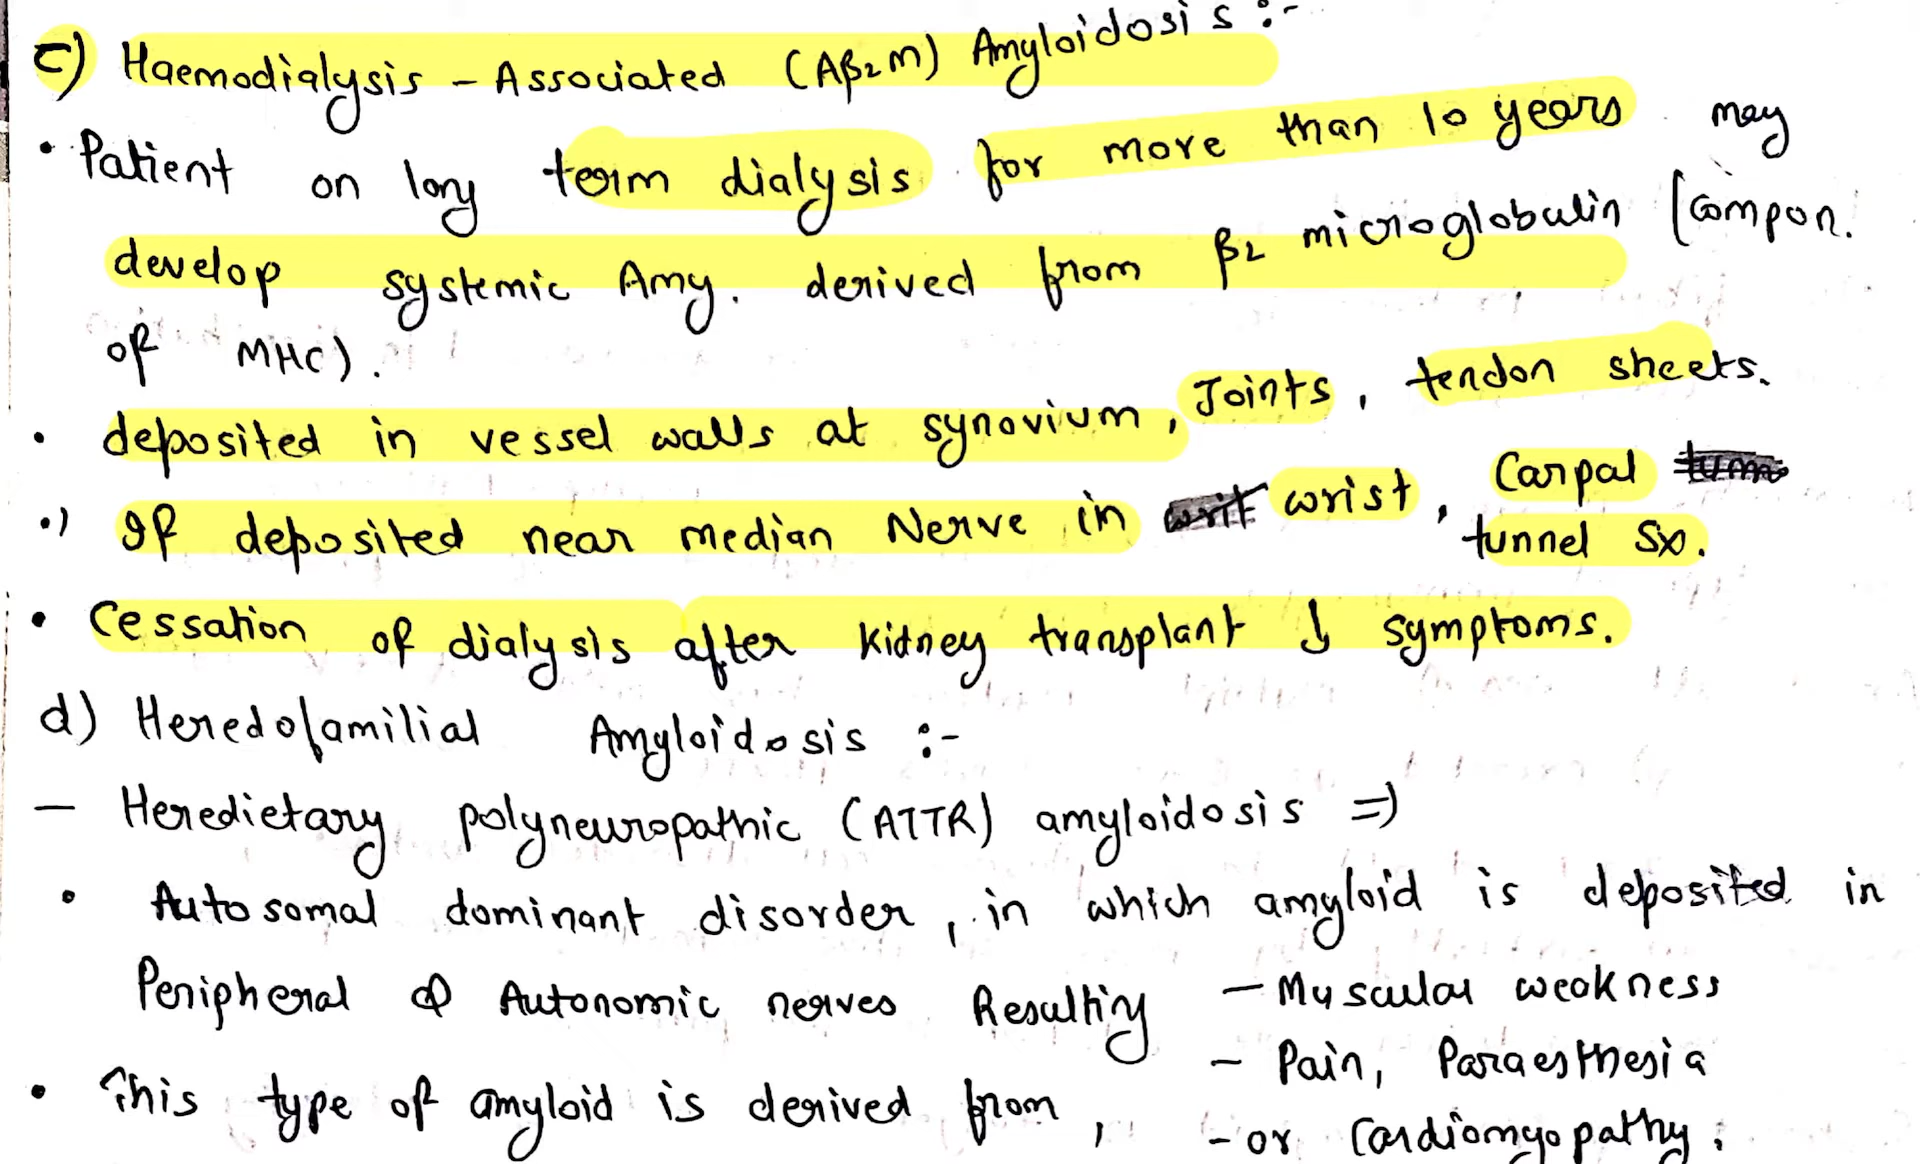 c) Haemodialysis - Associated (Aβ2M) Amyloidosis :-
• Patient on long term dialysis for more than 10 years may
develop systemic Amy. derived from β2 microglobulin (compon.
of MHC).
• deposited in vessel walls at synovium, Joints, tendon sheets.
•) If deposited near median Nerve in wrist, Carpal
tunnel Sx.
• Cessation of dialysis after kidney transplant ↓ symptoms.
d) Heredofamilial Amyloidosis :-
— Heredietary polyneuropathic (ATTR) amyloidosis =)
• Autosomal dominant disorder, in which amyloid is deposited in
Peripheral & Autonomic nerves Resulting — Muscular weakness
- Pain, Paraesthesia
• This type of amyloid is derived from,
- or Cardiomyopathy.